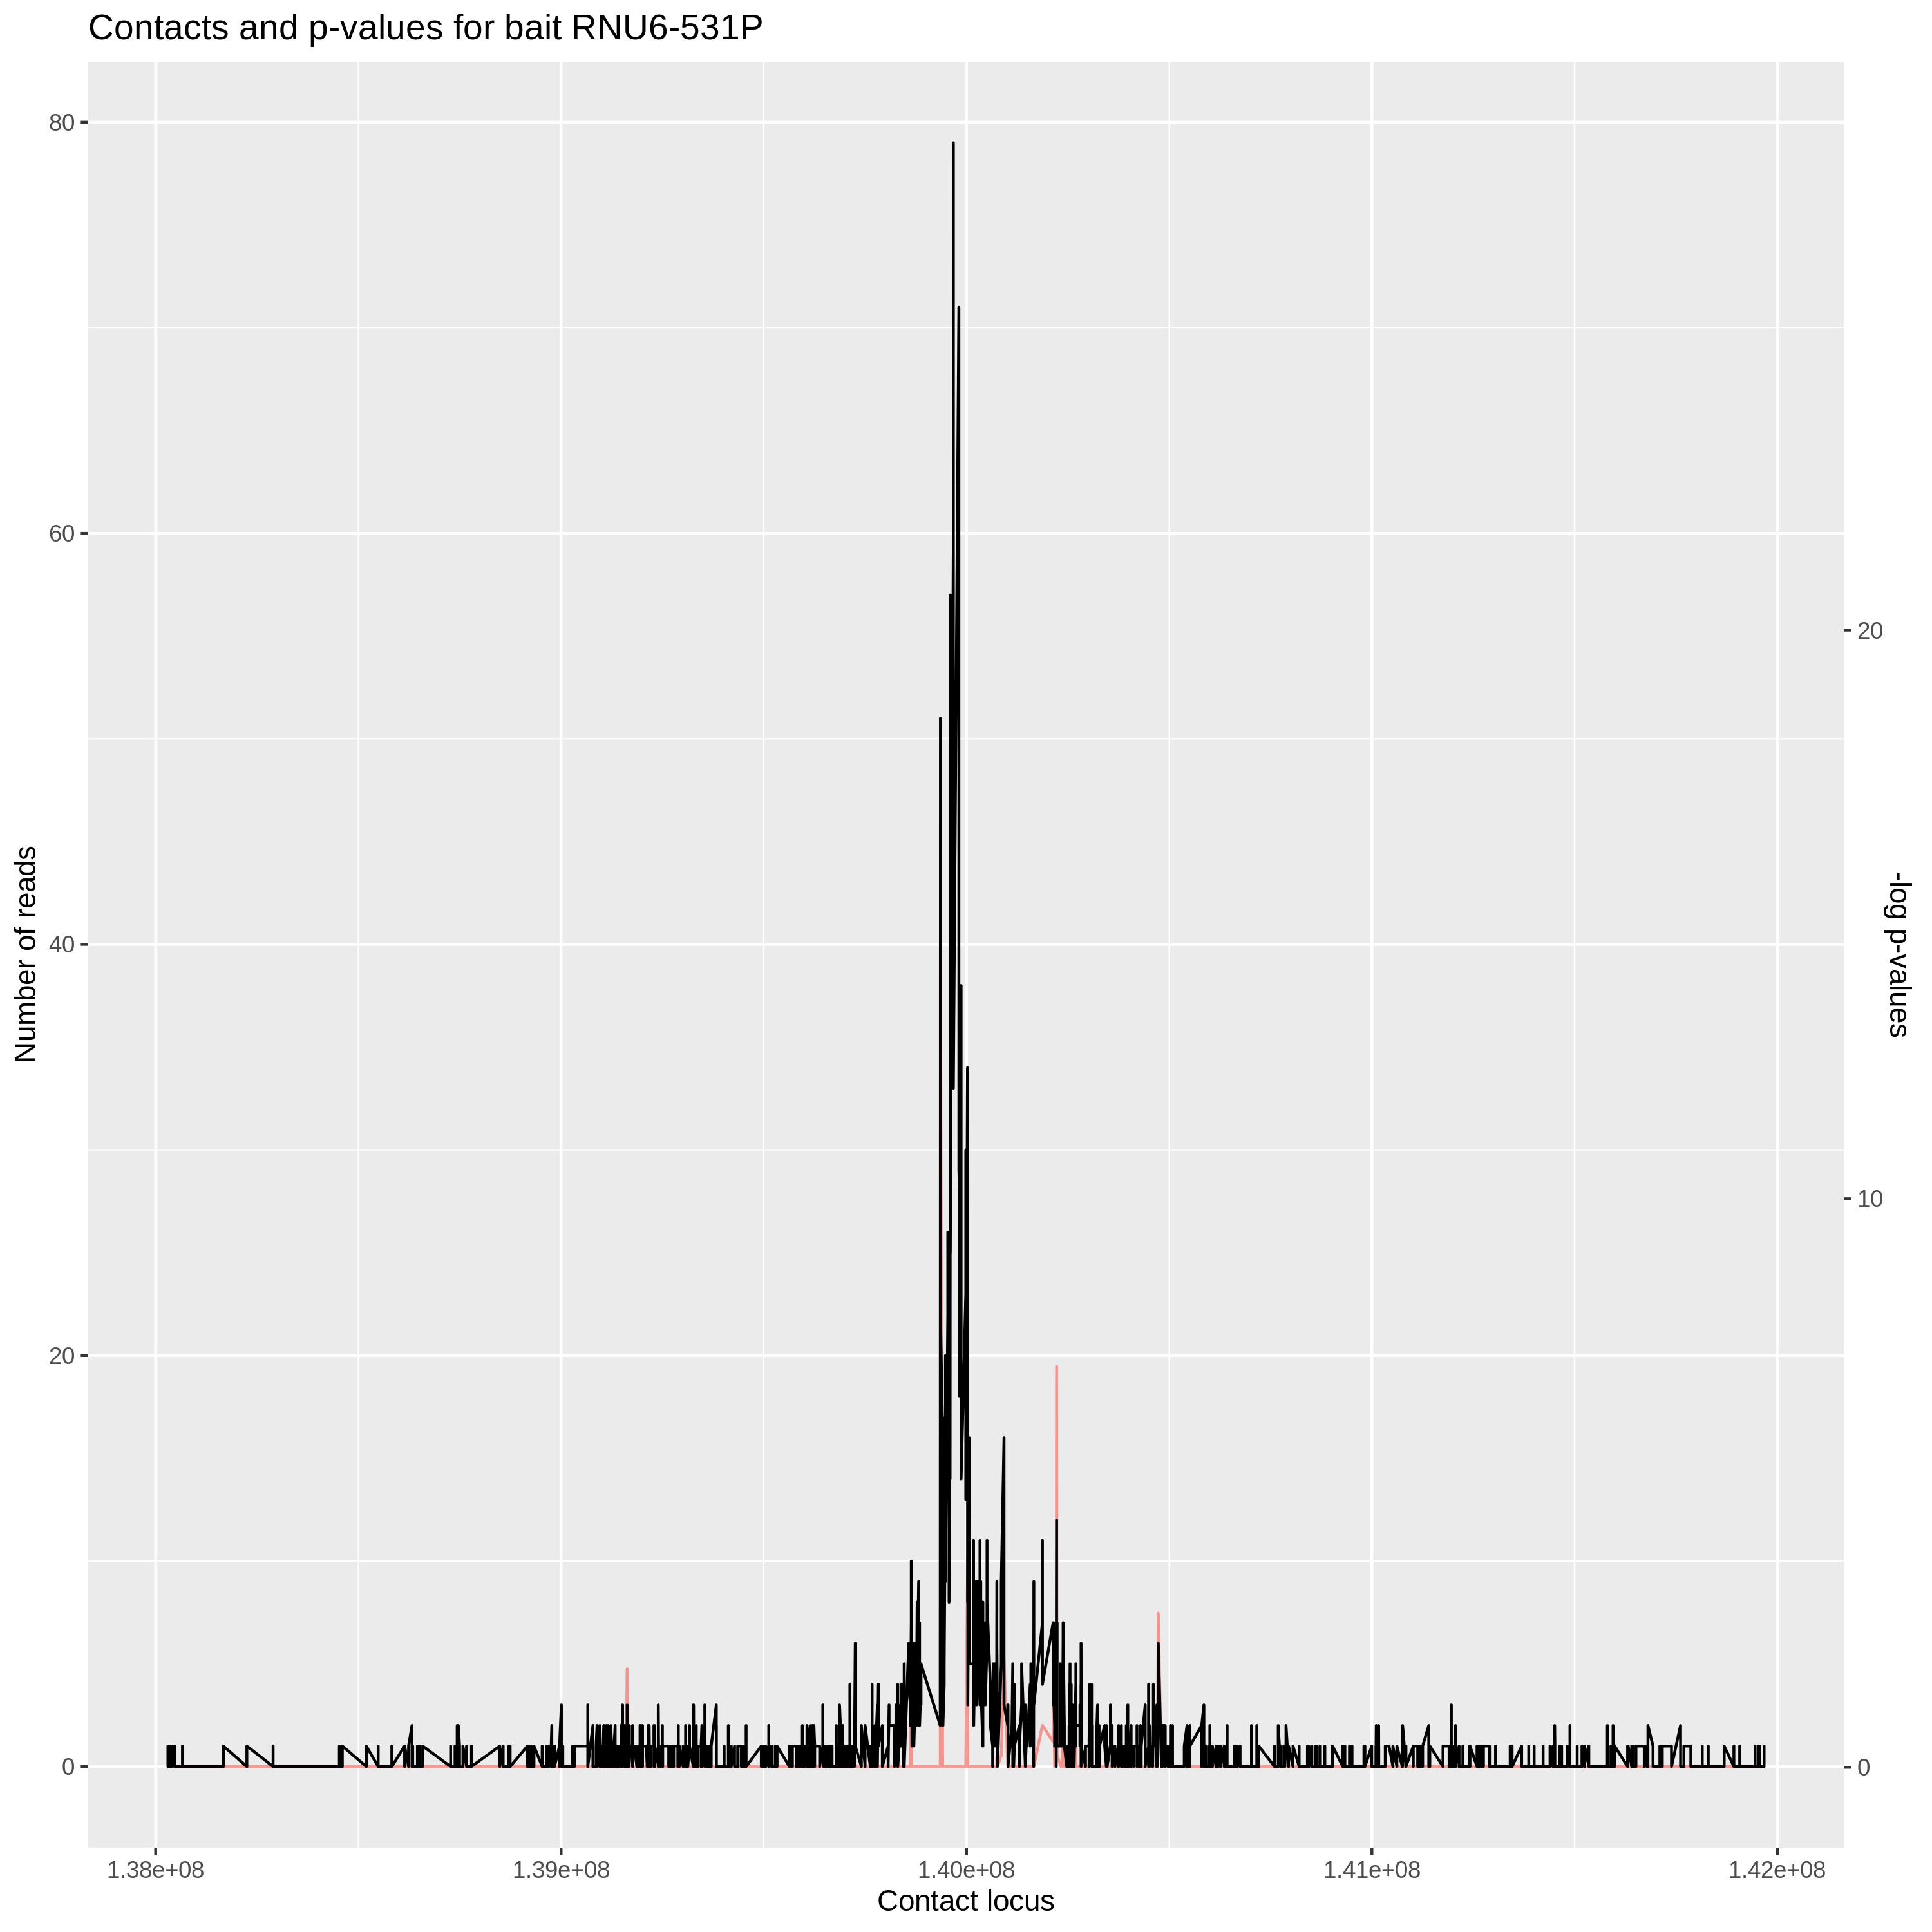 Contacts and p-values for bait RNU6-531P
80
60
40
20
0
Number of reads
20
10
0
-log p-values
1.38e+08
1.39e+08
1.40e+08
1.41e+08
1.42e+08
Contact locus